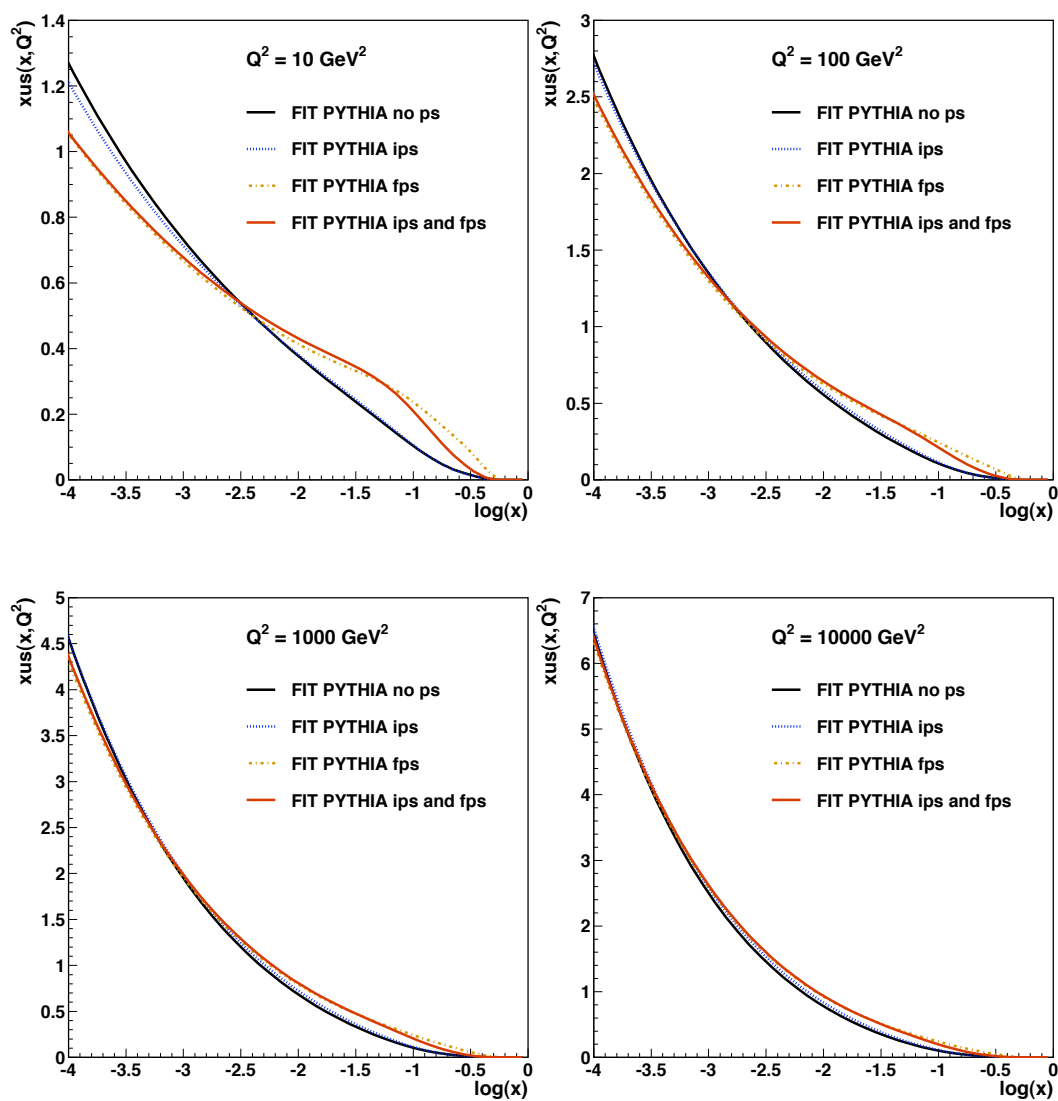 xus(x,Q²)
1.4
1.2
1
0.8
0.6
0.4
0.2
0
Q² = 10 GeV²
FIT PYTHIA no ps
FIT PYTHIA ips
FIT PYTHIA fps
FIT PYTHIA ips and fps
-4 -3.5 -3 -2.5 -2 -1.5 -1 -0.5 0
log(x)
xus(x,Q²)
3
2.5
2
1.5
1
0.5
0
Q² = 100 GeV²
FIT PYTHIA no ps
FIT PYTHIA ips
FIT PYTHIA fps
FIT PYTHIA ips and fps
-4 -3.5 -3 -2.5 -2 -1.5 -1 -0.5 0
log(x)
xus(x,Q²)
5
4.5
4
3.5
3
2.5
2
1.5
1
0.5
0
Q² = 1000 GeV²
FIT PYTHIA no ps
FIT PYTHIA ips
FIT PYTHIA fps
FIT PYTHIA ips and fps
-4 -3.5 -3 -2.5 -2 -1.5 -1 -0.5 0
log(x)
xus(x,Q²)
7
6
5
4
3
2
1
0
Q² = 10000 GeV²
FIT PYTHIA no ps
FIT PYTHIA ips
FIT PYTHIA fps
FIT PYTHIA ips and fps
-4 -3.5 -3 -2.5 -2 -1.5 -1 -0.5 0
log(x)